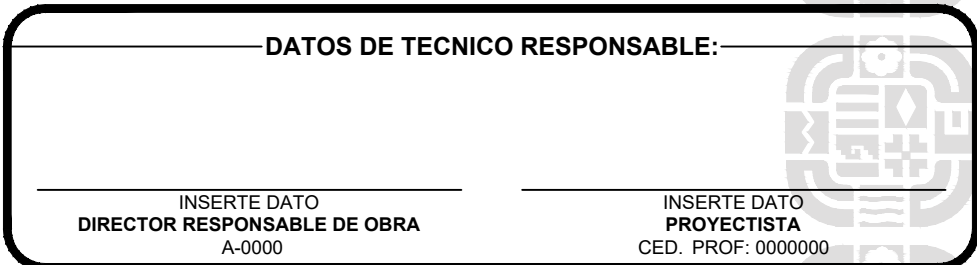 DATOS DE TECNICO RESPONSABLE:
INSERTE DATO
DIRECTOR RESPONSABLE DE OBRA
A-0000
INSERTE DATO
PROYECTISTA
CED. PROF: 0000000